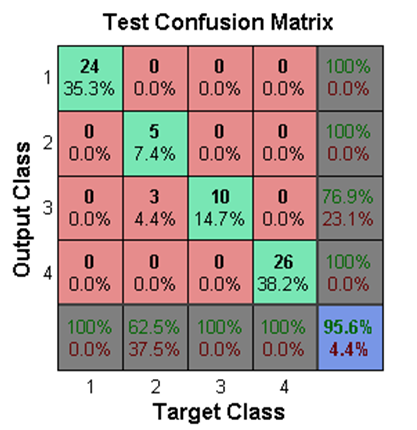 Test Confusion Matrix
Output Class
1
24 0 0 0 100%
35.3% 0.0% 0.0% 0.0% 0.0%
2
0 5 0 0 100%
0.0% 7.4% 0.0% 0.0% 0.0%
3
0 3 10 0 76.9%
0.0% 4.4% 14.7% 0.0% 23.1%
4
0 0 0 26 100%
0.0% 0.0% 0.0% 38.2% 0.0%
100% 62.5% 100% 100% 95.6%
0.0% 37.5% 0.0% 0.0% 4.4%
1 2 3 4
Target Class